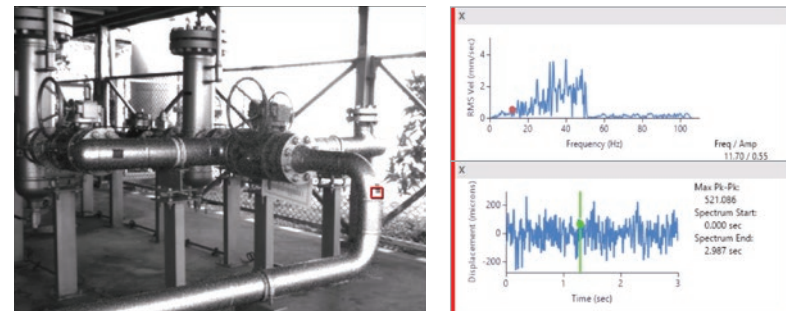 X
RMS Vel (mm/sec)
4
2
0
0 20 40 60 80 100
Frequency (Hz)
Freq / Amp
11.70 / 0.55
X
Displacement (microns)
200
0
-200
0 1 2 3
Time (sec)
Max Pk-Pk:
521.086
Spectrum Start:
0.000 sec
Spectrum End:
2.987 sec